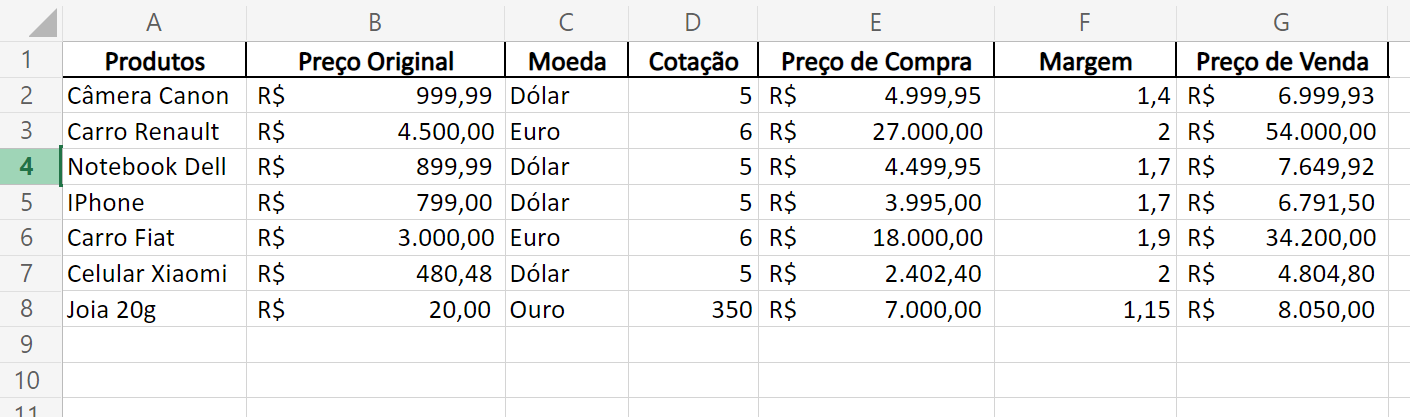 A B C D E F G
1 Produtos Preço Original Moeda Cotação Preço de Compra Margem Preço de Venda
2 Câmera Canon R$ 999,99 Dólar 5 R$ 4.999,95 1,4 R$ 6.999,93
3 Carro Renault R$ 4.500,00 Euro 6 R$ 27.000,00 2 R$ 54.000,00
4 Notebook Dell R$ 899,99 Dólar 5 R$ 4.499,95 1,7 R$ 7.649,92
5 IPhone R$ 799,00 Dólar 5 R$ 3.995,00 1,7 R$ 6.791,50
6 Carro Fiat R$ 3.000,00 Euro 6 R$ 18.000,00 1,9 R$ 34.200,00
7 Celular Xiaomi R$ 480,48 Dólar 5 R$ 2.402,40 2 R$ 4.804,80
8 Joia 20g R$ 20,00 Ouro 350 R$ 7.000,00 1,15 R$ 8.050,00
9
10
11